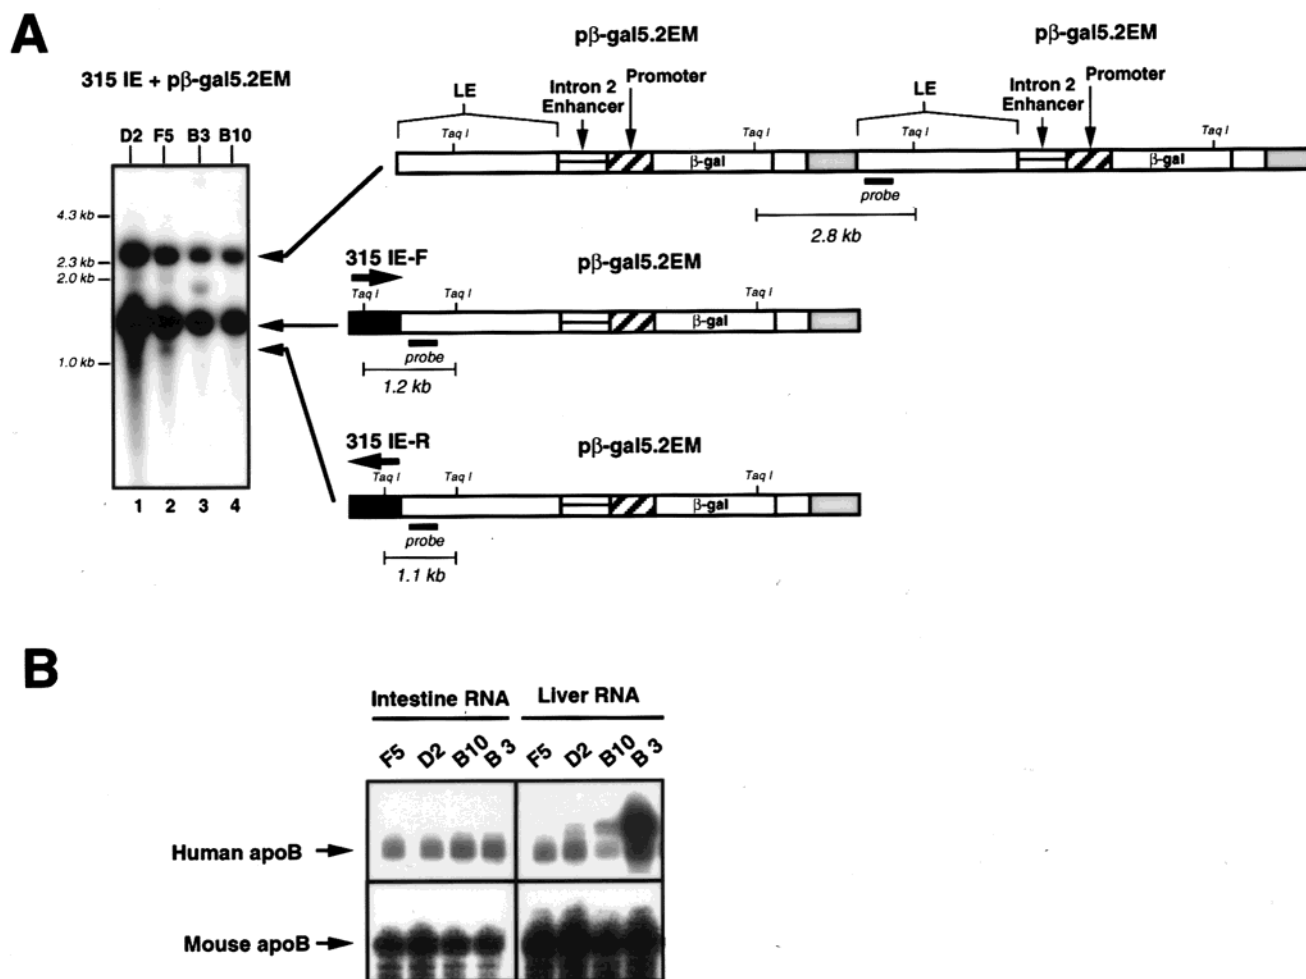 A
pβ-gal5.2EM pβ-gal5.2EM
315 IE + pβ-gal5.2EM
LE Intron 2 Enhancer Promoter LE Intron 2 Enhancer Promoter
D2 F5 B3 B10
Taq I Taq I Taq I Taq I
β-gal β-gal
probe
4.3 kb
2.8 kb
2.3 kb
2.0 kb
315 IE-F pβ-gal5.2EM
Taq I Taq I Taq I
β-gal
probe
1.0 kb
1.2 kb
315 IE-R pβ-gal5.2EM
Taq I Taq I Taq I
β-gal
1 2 3 4
probe
1.1 kb
B
Intestine RNA Liver RNA
F5 D2 B10 B 3 F5 D2 B10 B 3
Human apoB
Mouse apoB